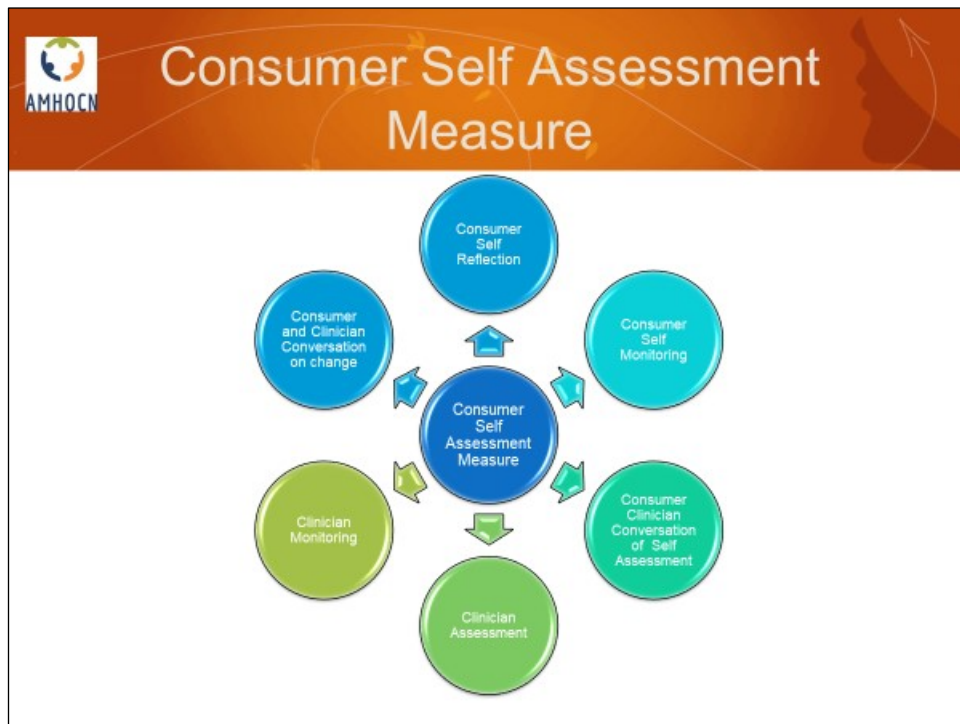 AMHOCN
Consumer Self Assessment
Measure
Consumer
Self
Reflection
Consumer
Self
Monitoring
Consumer
Clinician
Conversation
of Self
Assessment
Clinician
Assessment
Clinician
Monitoring
Consumer
and Clinician
Conversation
on change
Consumer
Self
Assessment
Measure